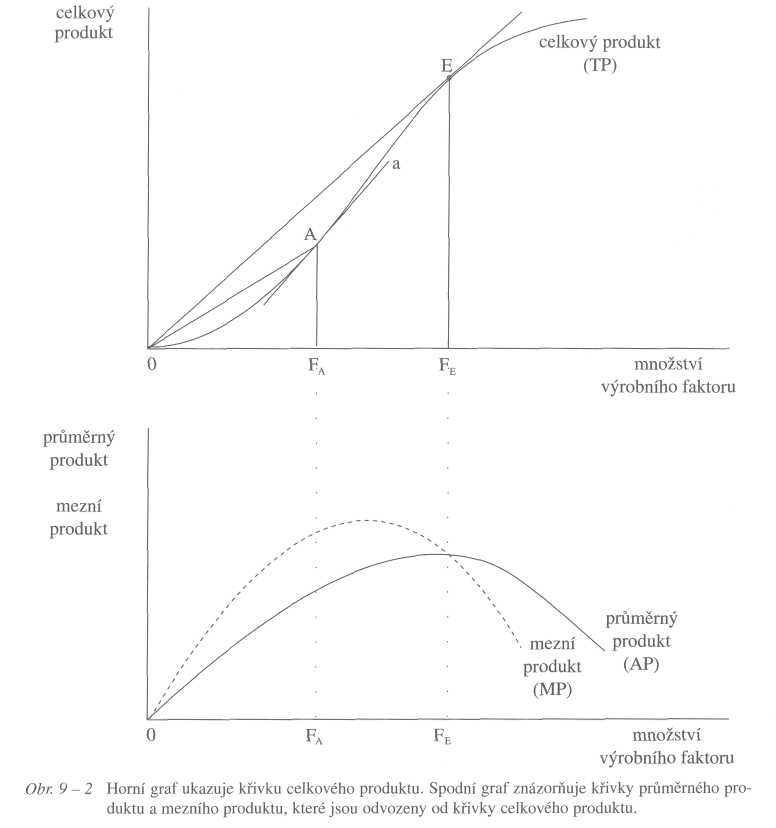 celkový
produkt
celkový produkt
(TP)
E
a
A
0
F_A
F_E
množství
výrobního faktoru
průměrný
produkt
mezní
produkt
průměrný
produkt
(AP)
mezní
produkt
(MP)
0
F_A
F_E
množství
výrobního faktoru
Obr. 9 – 2 Horní graf ukazuje křivku celkového produktu. Spodní graf znázorňuje křivky průměrného pro-
duktu a mezního produktu, které jsou odvozeny od křivky celkového produktu.